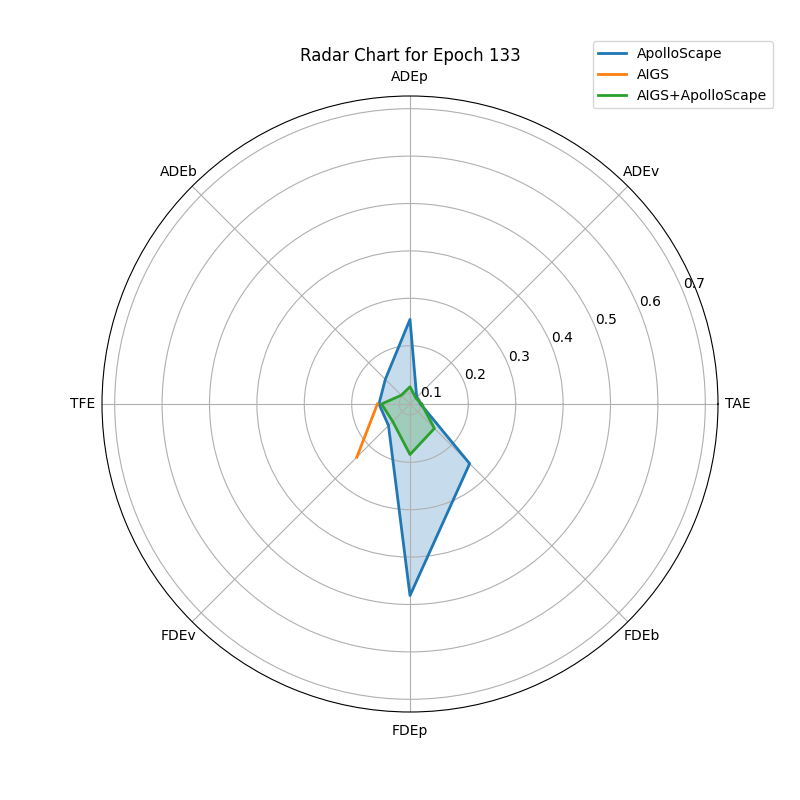 Radar Chart for Epoch 133
ApolloScape
AIGS
AIGS+ApolloScape
ADEp
ADEb
ADEv
0.7
0.6
0.5
0.4
0.3
0.2
0.1
TFE
TAE
FDEv
FDEb
FDEp